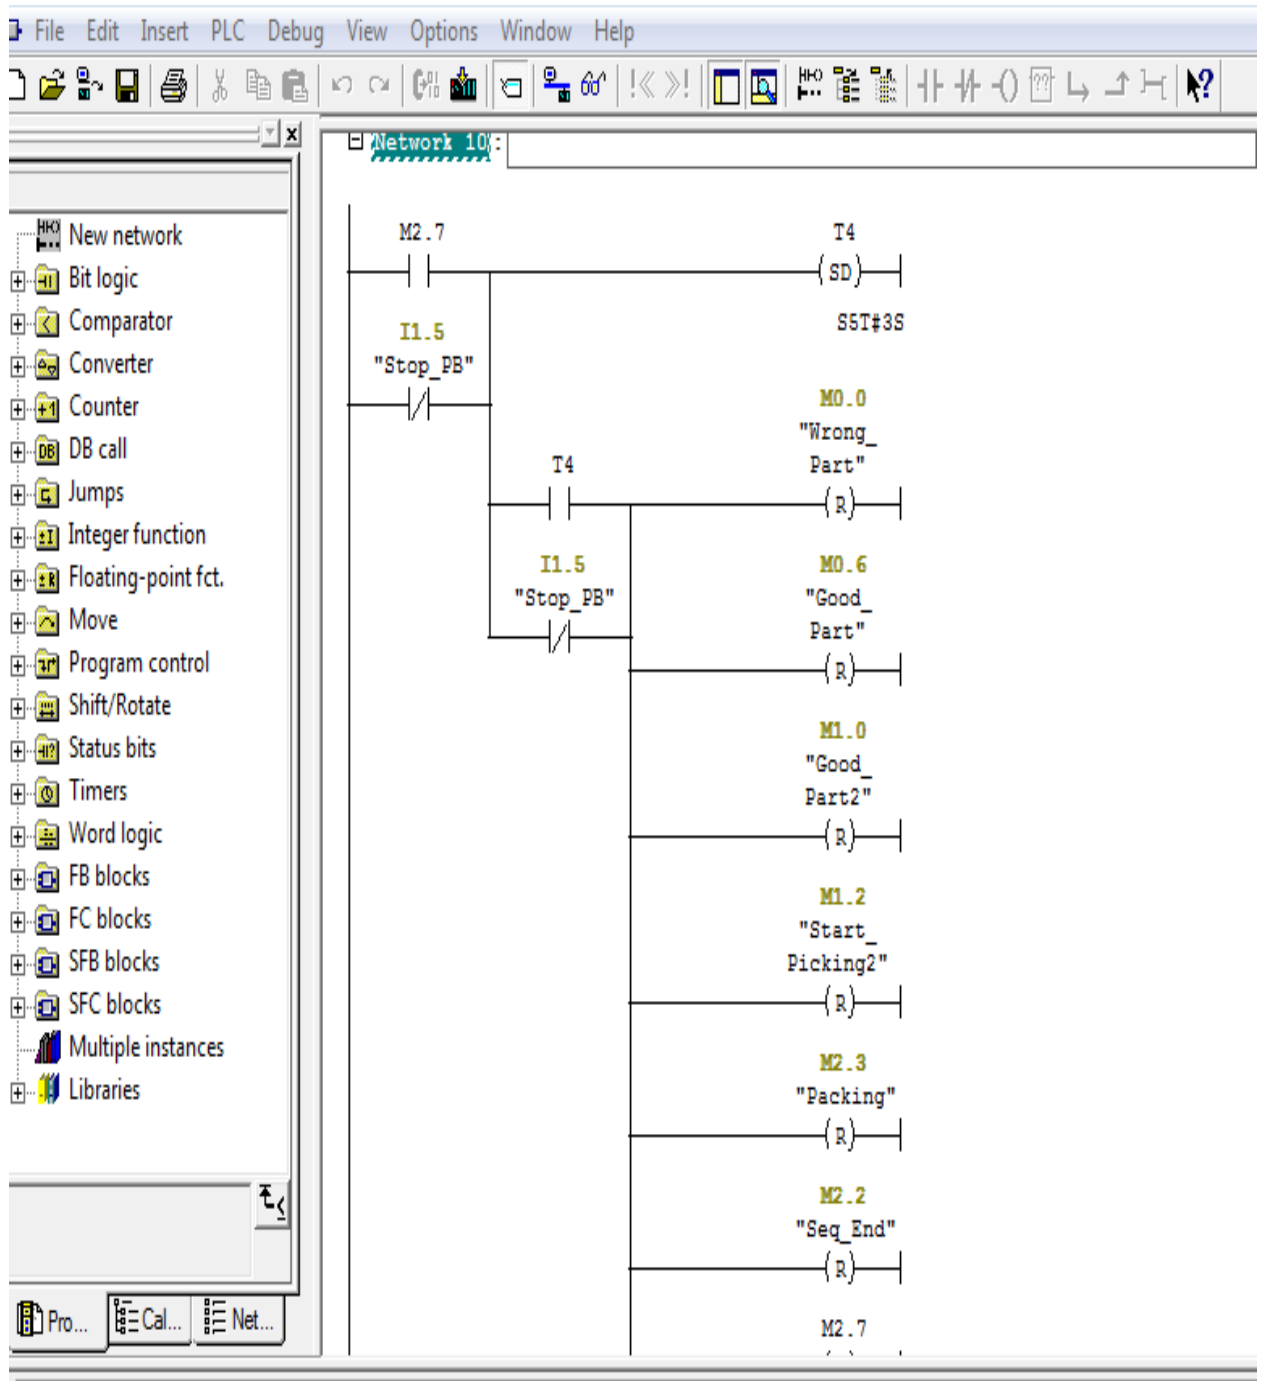 File Edit Insert PLC Debug View Options Window Help
Network 10:
New network
Bit logic
Comparator
Converter
Counter
DB call
Jumps
Integer function
Floating-point fct.
Move
Program control
Shift/Rotate
Status bits
Timers
Word logic
FB blocks
FC blocks
SFB blocks
SFC blocks
Multiple instances
Libraries
Pro... Cal... Net...
M2.7
T4
SD
S5T#3S
I1.5
"Stop_PB"
T4
M0.0
"Wrong_
Part"
R
I1.5
"Stop_PB"
M0.6
"Good_
Part"
R
M1.0
"Good_
Part2"
R
M1.2
"Start_
Picking2"
R
M2.3
"Packing"
R
M2.2
"Seq_End"
R
M2.7